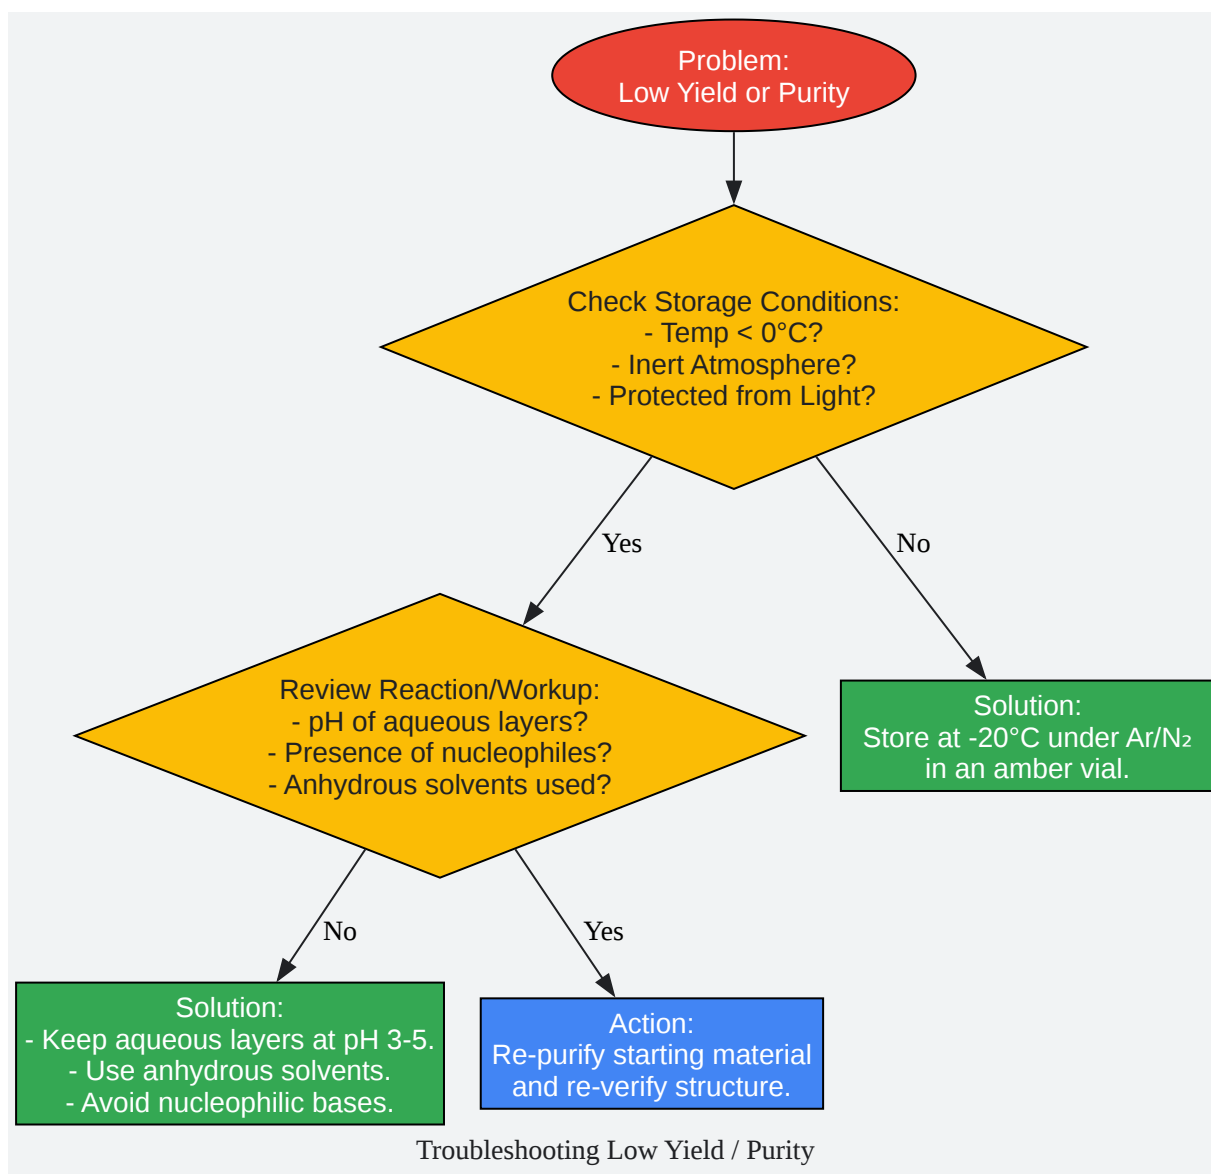 Problem:
Low Yield or Purity
Check Storage Conditions:
- Temp < 0°C?
- Inert Atmosphere?
- Protected from Light?
Yes
No
Review Reaction/Workup:
- pH of aqueous layers?
- Presence of nucleophiles?
- Anhydrous solvents used?
Solution:
Store at -20°C under Ar/N₂
in an amber vial.
No
Yes
Solution:
- Keep aqueous layers at pH 3-5.
- Use anhydrous solvents.
- Avoid nucleophilic bases.
Action:
Re-purify starting material
and re-verify structure.
Troubleshooting Low Yield / Purity